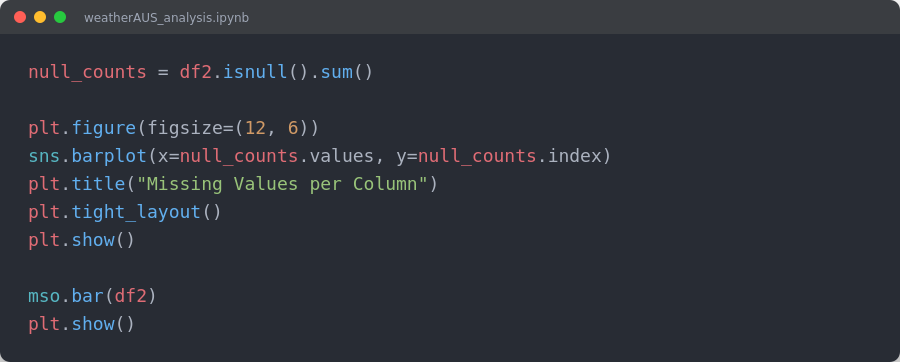 weatherAUS_analysis.ipynb
null_counts = df2.isnull().sum()
plt.figure(figsize=(12, 6))
sns.barplot(x=null_counts.values, y=null_counts.index)
plt.title("Missing Values per Column")
plt.tight_layout()
plt.show()
mso.bar(df2)
plt.show()